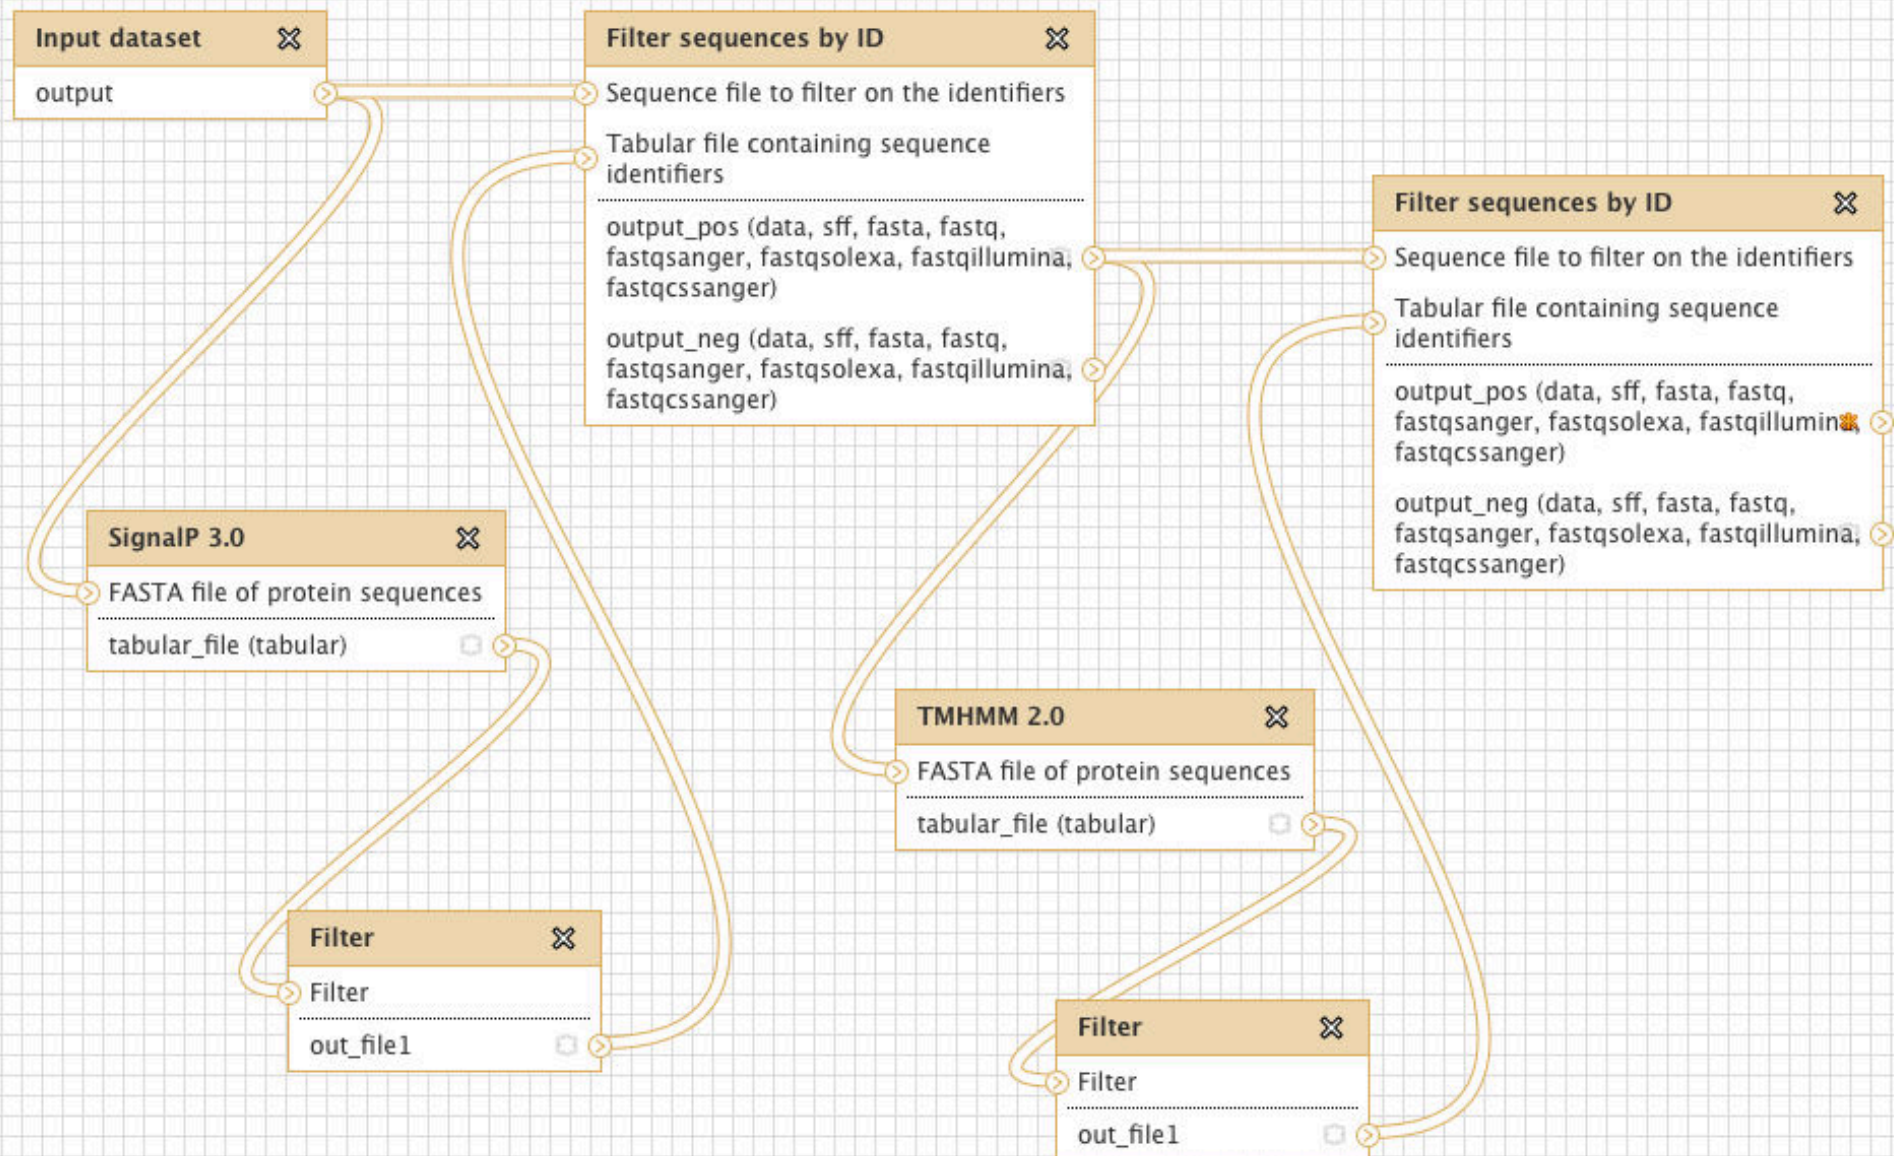 Input dataset
output
Filter sequences by ID
Sequence file to filter on the identifiers
Tabular file containing sequence
identifiers
output_pos (data, sff, fasta, fastq,
fastqsanger, fastqsolexa, fastqillumina,
fastqcssanger)
output_neg (data, sff, fasta, fastq,
fastqsanger, fastqsolexa, fastqillumina,
fastqcssanger)
Filter sequences by ID
Sequence file to filter on the identifiers
Tabular file containing sequence
identifiers
output_pos (data, sff, fasta, fastq,
fastqsanger, fastqsolexa, fastqillumina,
fastqcssanger)
output_neg (data, sff, fasta, fastq,
fastqsanger, fastqsolexa, fastqillumina,
fastqcssanger)
SignalP 3.0
FASTA file of protein sequences
tabular_file (tabular)
TMHMM 2.0
FASTA file of protein sequences
tabular_file (tabular)
Filter
Filter
out_file1
Filter
Filter
out_file1